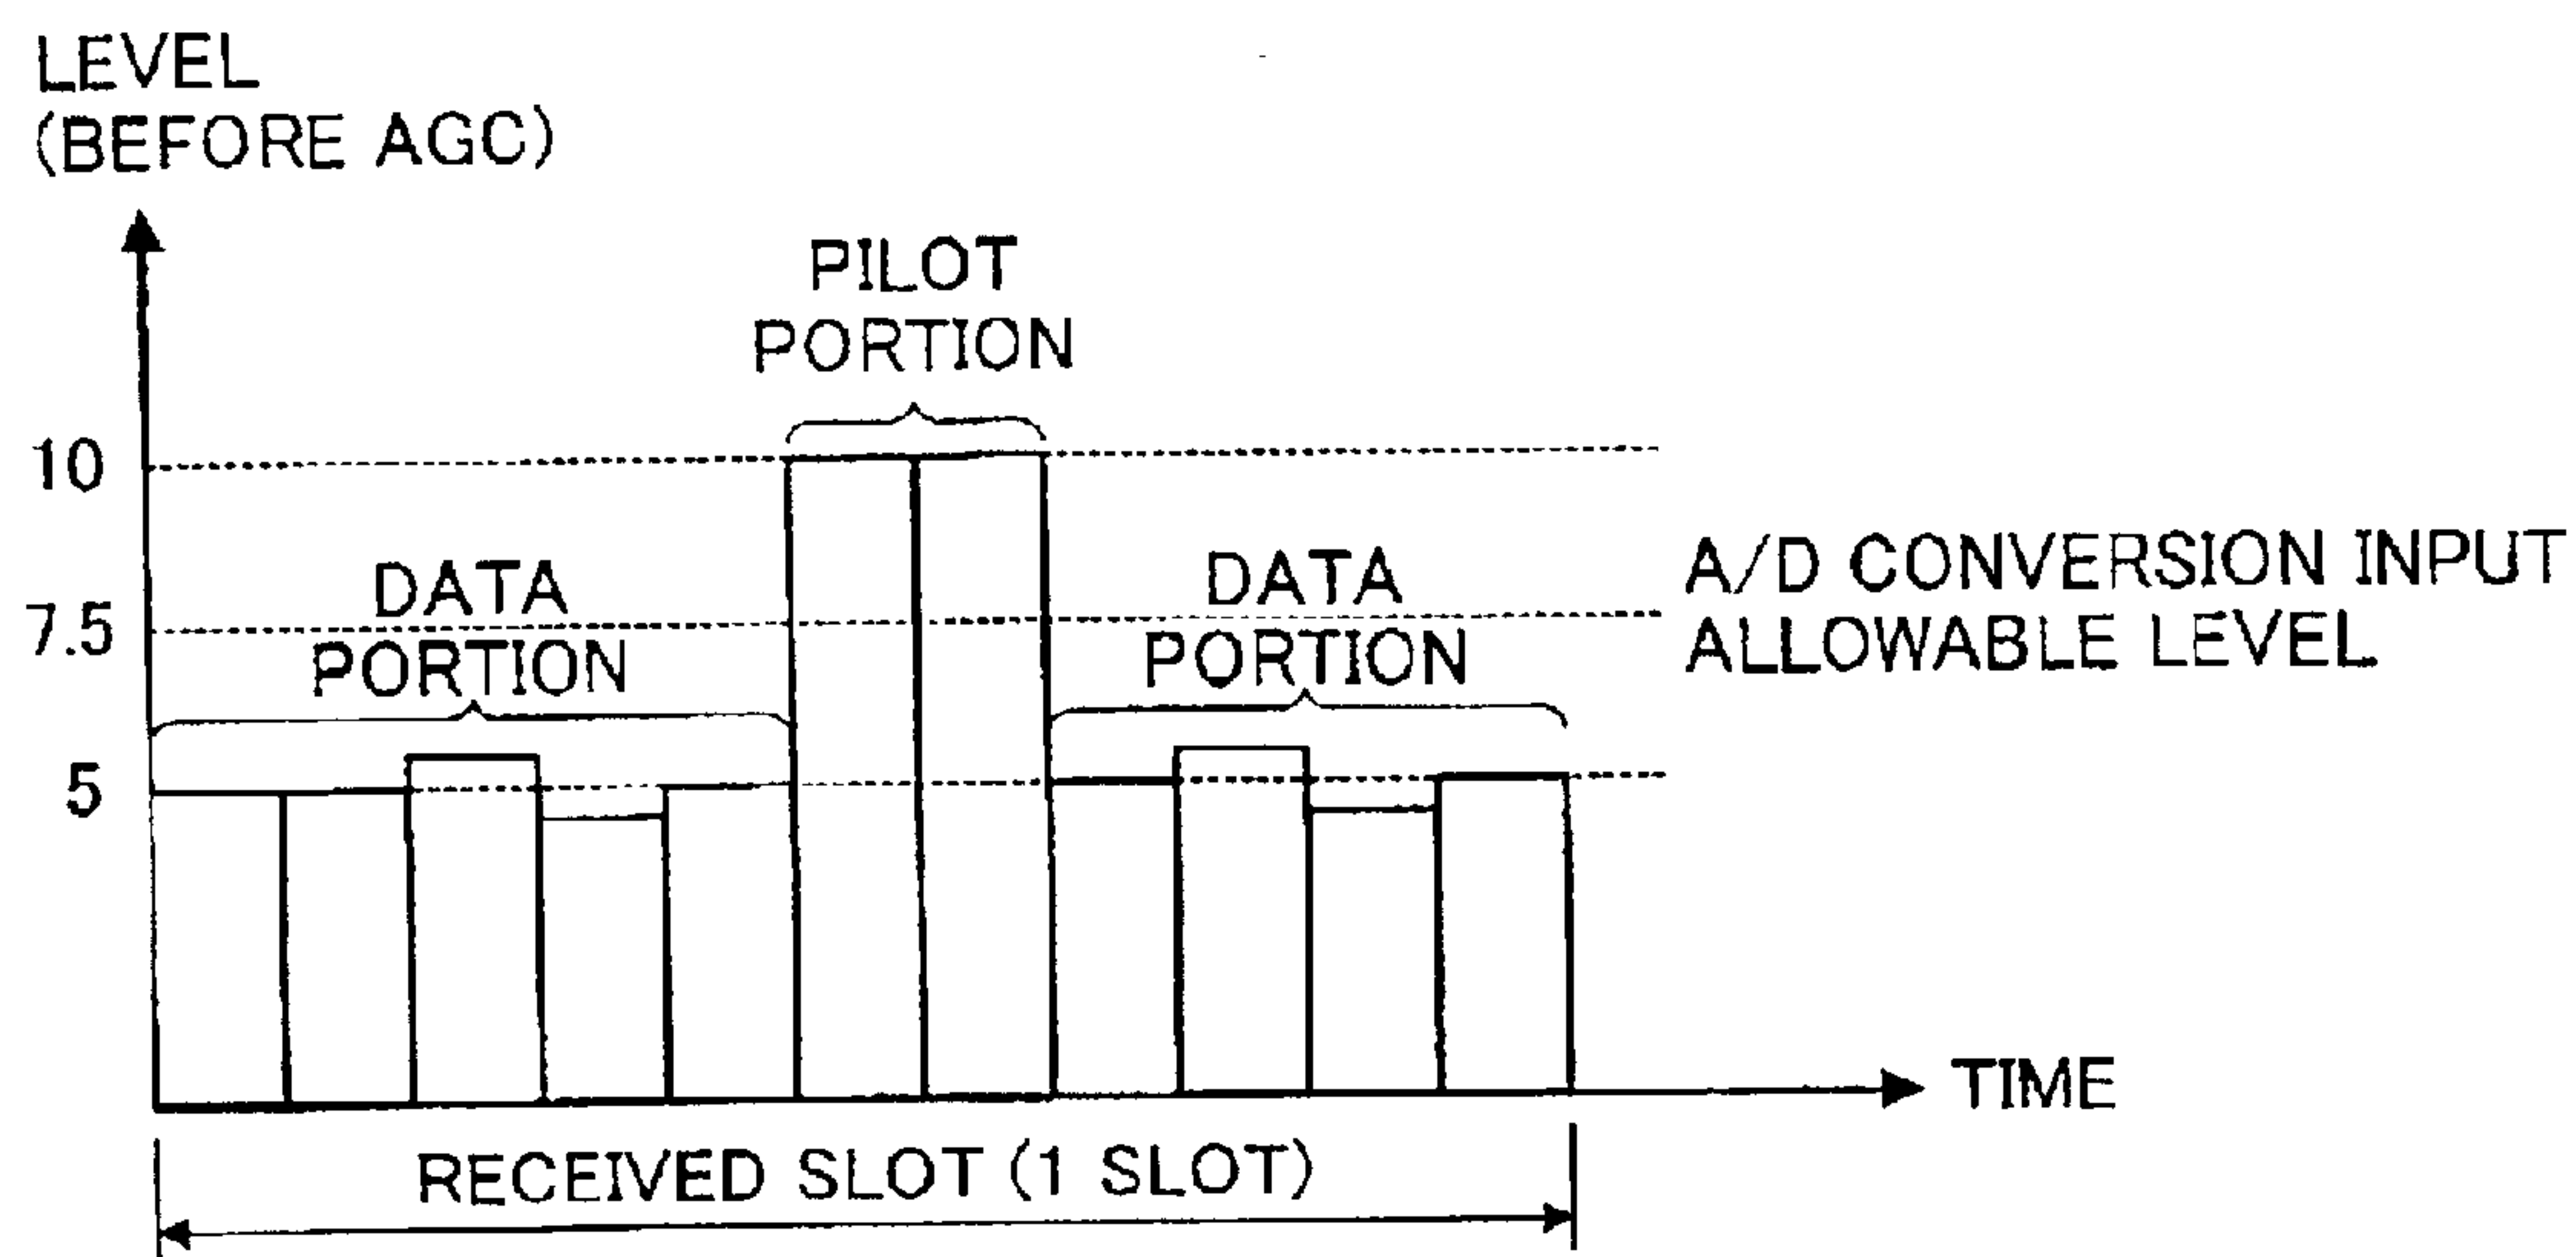 LEVEL
(BEFORE AGC)
PILOT
PORTION
10
DATA
PORTION
DATA
PORTION
A/D CONVERSION INPUT
ALLOWABLE LEVEL
7.5
5
TIME
RECEIVED SLOT (1 SLOT)